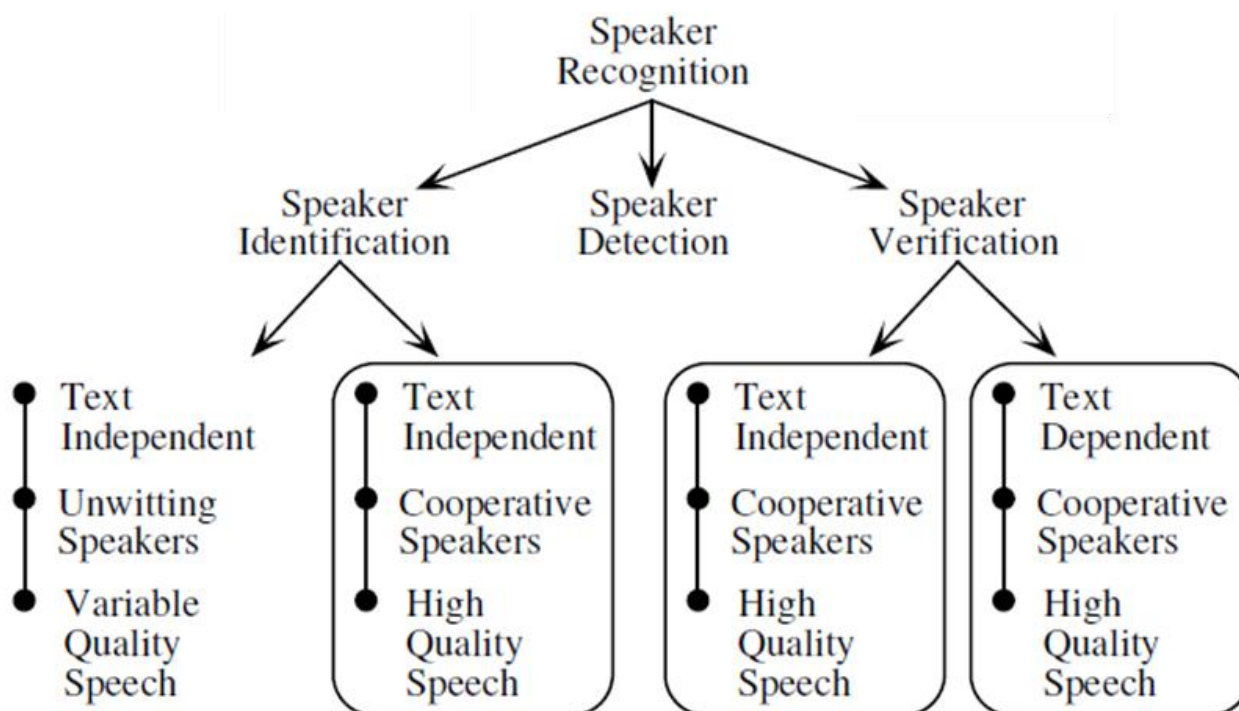 Speaker
Recognition
Speaker
Identification
Speaker
Detection
Speaker
Verification
Text
Independent
Unwitting
Speakers
Variable
Quality
Speech
Text
Independent
Cooperative
Speakers
High
Quality
Speech
Text
Independent
Cooperative
Speakers
High
Quality
Speech
Text
Dependent
Cooperative
Speakers
High
Quality
Speech